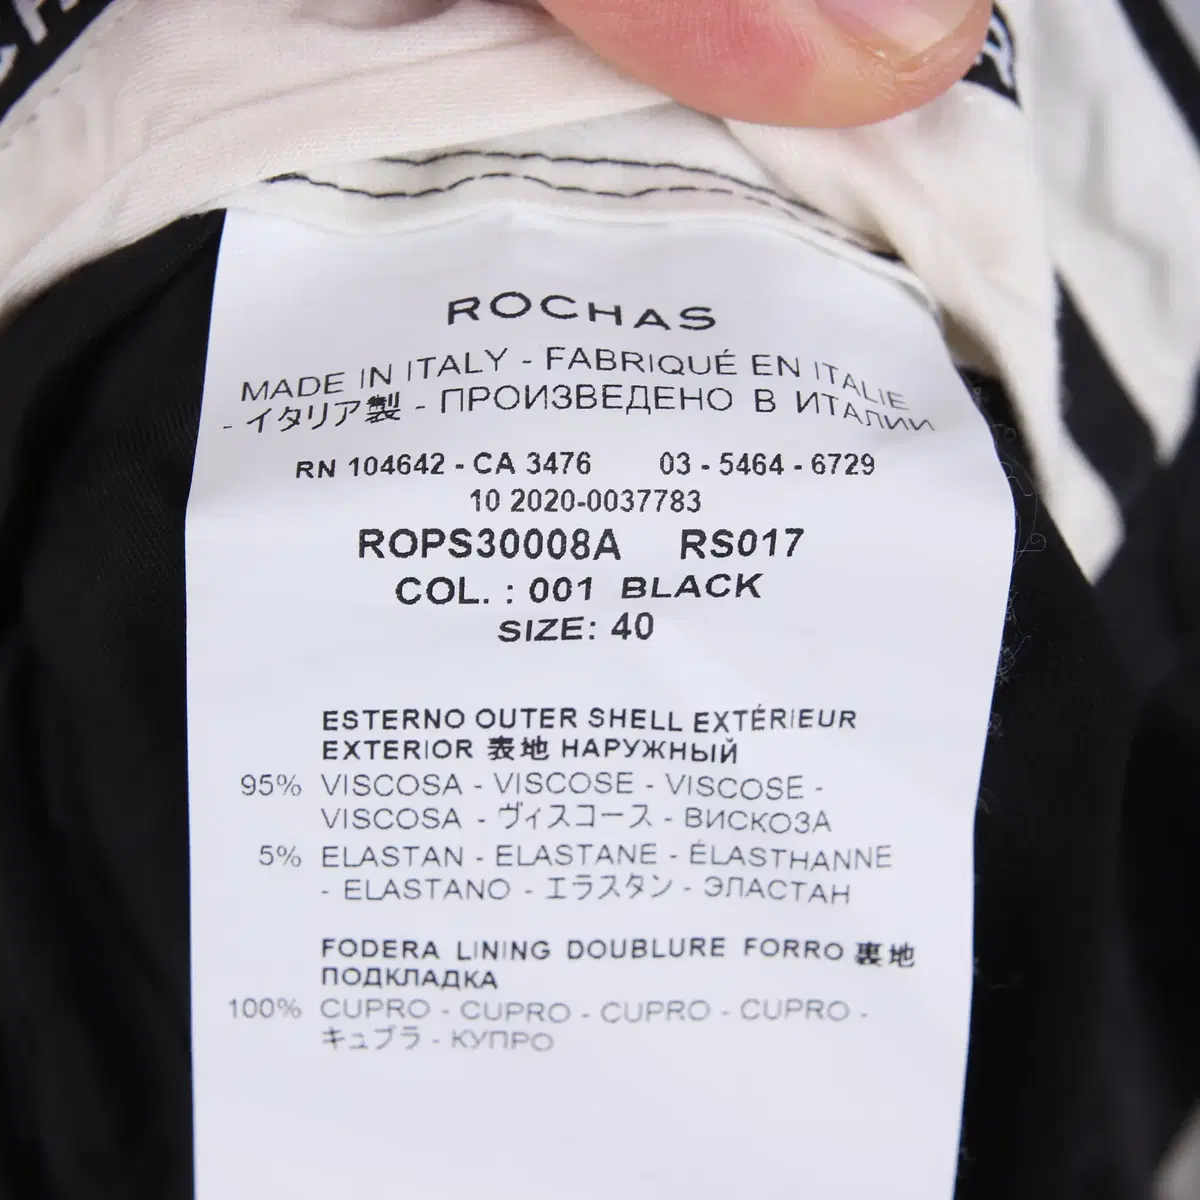 ROCHAS
MADE IN ITALY - FABRIQUÉ EN ITALIE
- イタリア製 - ПРОИЗВЕДЕНО В ИТАЛИИ
RN 104642 - CA 3476 03 - 5464 - 6729
10 2020-0037783
ROPS30008A RS017
COL. : 001 BLACK
SIZE: 40
ESTERNO OUTER SHELL EXTÉRIEUR
EXTERIOR 表地 НАРУЖНЫЙ
95% VISCOSA - VISCOSE - VISCOSE -
VISCOSA - ヴィスコース - ВИСКОЗА
5% ELASTAN - ELASTANE - ÉLASTHANNE
- ELASTANO - エラスタン - ЭЛАСТАН
FODERA LINING DOUBLURE FORRO 裏地
ПОДКЛАДКА
100% CUPRO - CUPRO - CUPRO - CUPRO -
キュプラ - КУПРО